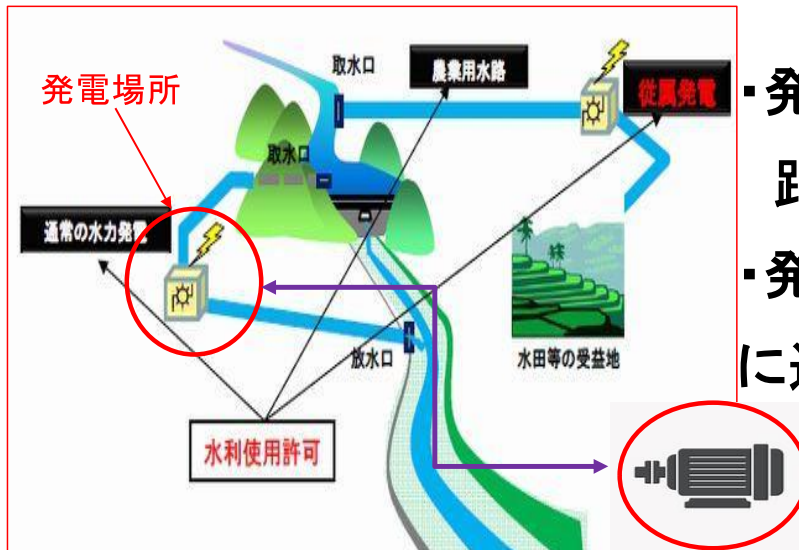 発電場所
取水口
農業用水路
従属発電
取水口
通常の水力発電
放水口
水田等の受益地
水利使用許可
・発
・発
に